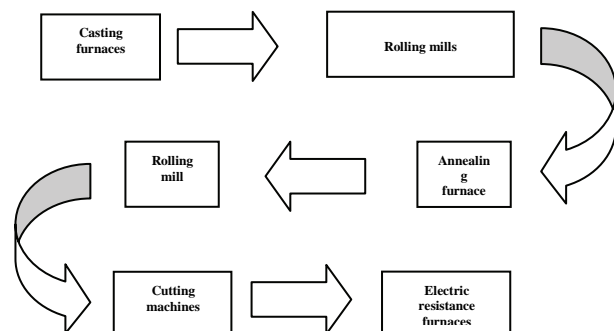 Casting
furnaces
Rolling mills
Rolling
mill
Annealin
g
furnace
Cutting
machines
Electric
resistance
furnaces